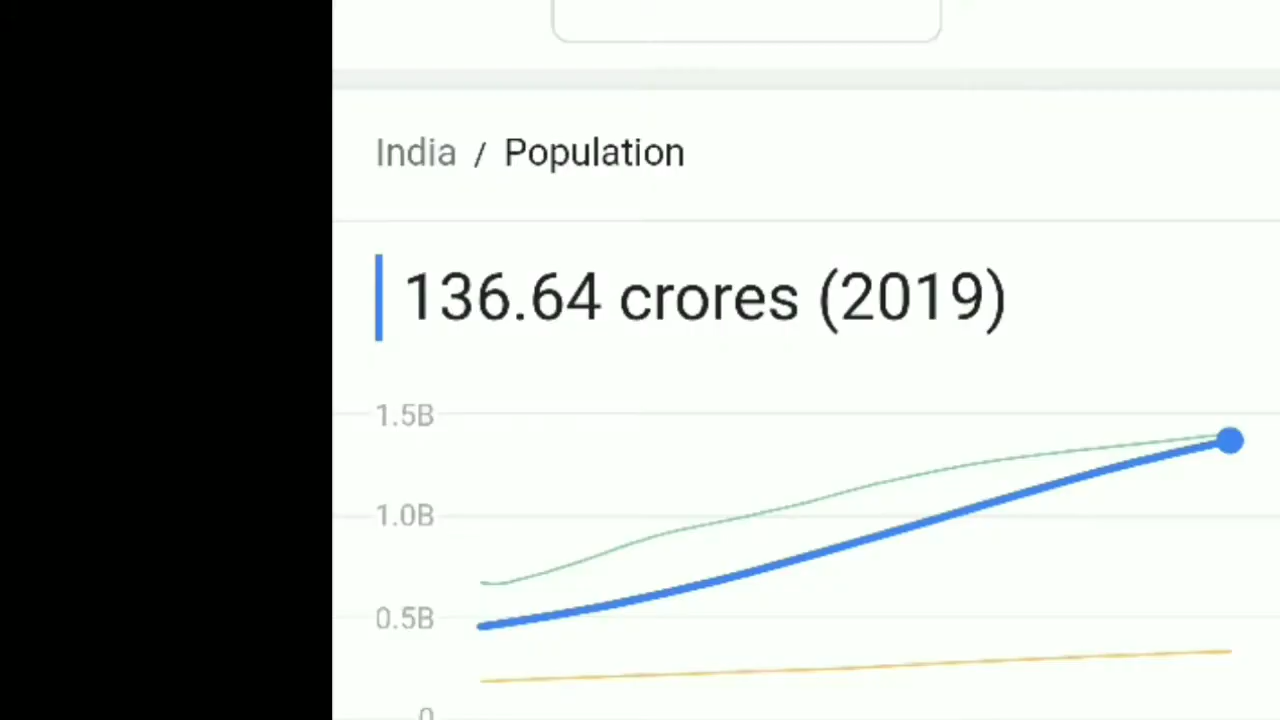 India / Population
136.64 crores (2019)
1.5B
1.0B
0.5B
0